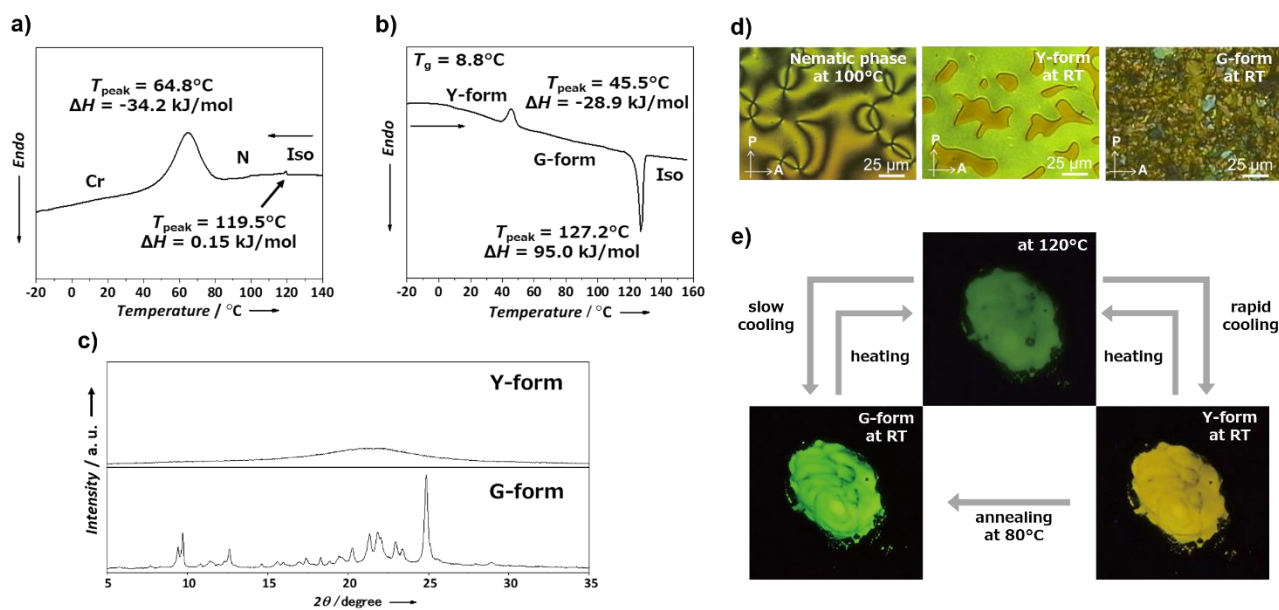 a)
T_peak = 64.8°C
ΔH = -34.2 kJ/mol
Endo
Cr
N
Iso
T_peak = 119.5°C
ΔH = 0.15 kJ/mol
-20 0 20 40 60 80 100 120 140
Temperature / °C
b)
T_g = 8.8°C
Y-form
T_peak = 45.5°C
ΔH = -28.9 kJ/mol
Endo
G-form
Iso
T_peak = 127.2°C
ΔH = 95.0 kJ/mol
-20 0 20 40 60 80 100 120 140 160
Temperature / °C
c)
Intensity / a. u.
Y-form
G-form
5 10 15 20 25 30 35
2θ / degree
d)
Nematic phase
at 100°C
P
A
25 μm
Y-form
at RT
P
A
25 μm
G-form
at RT
P
A
25 μm
e)
at 120°C
slow
cooling
heating
heating
rapid
cooling
G-form
at RT
annealing
at 80°C
Y-form
at RT